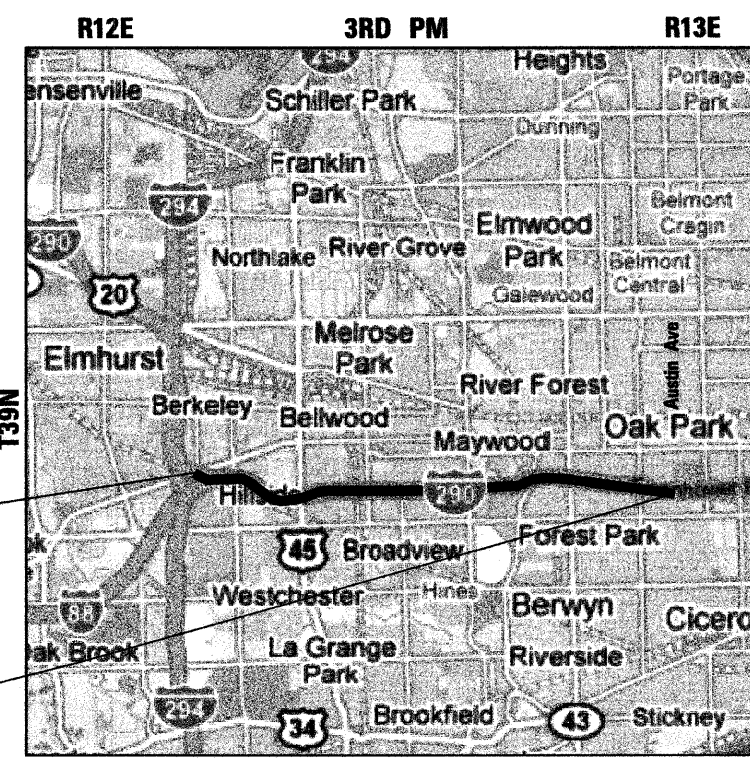 R12E
3RD PM
R13E
T39N
294
Heights
ensenville
Schiller Park
Portage
Park
Dunning
Franklin
Park
294
290
Belmont
Cragin
Elmwood
Park
Northlake
River Grove
Belmont
Central
20
Galewood
Melrose
Park
Austin Ave
Elmhurst
River Forest
Berkeley
Bellwood
Oak Park
Maywood
Hillside
290
Forest Park
45
Broadview
Westchester
Hines
88
Berwyn
Cicero
ak Brook
La Grange
Park
Riverside
294
34
Brookfield
43
Stickney